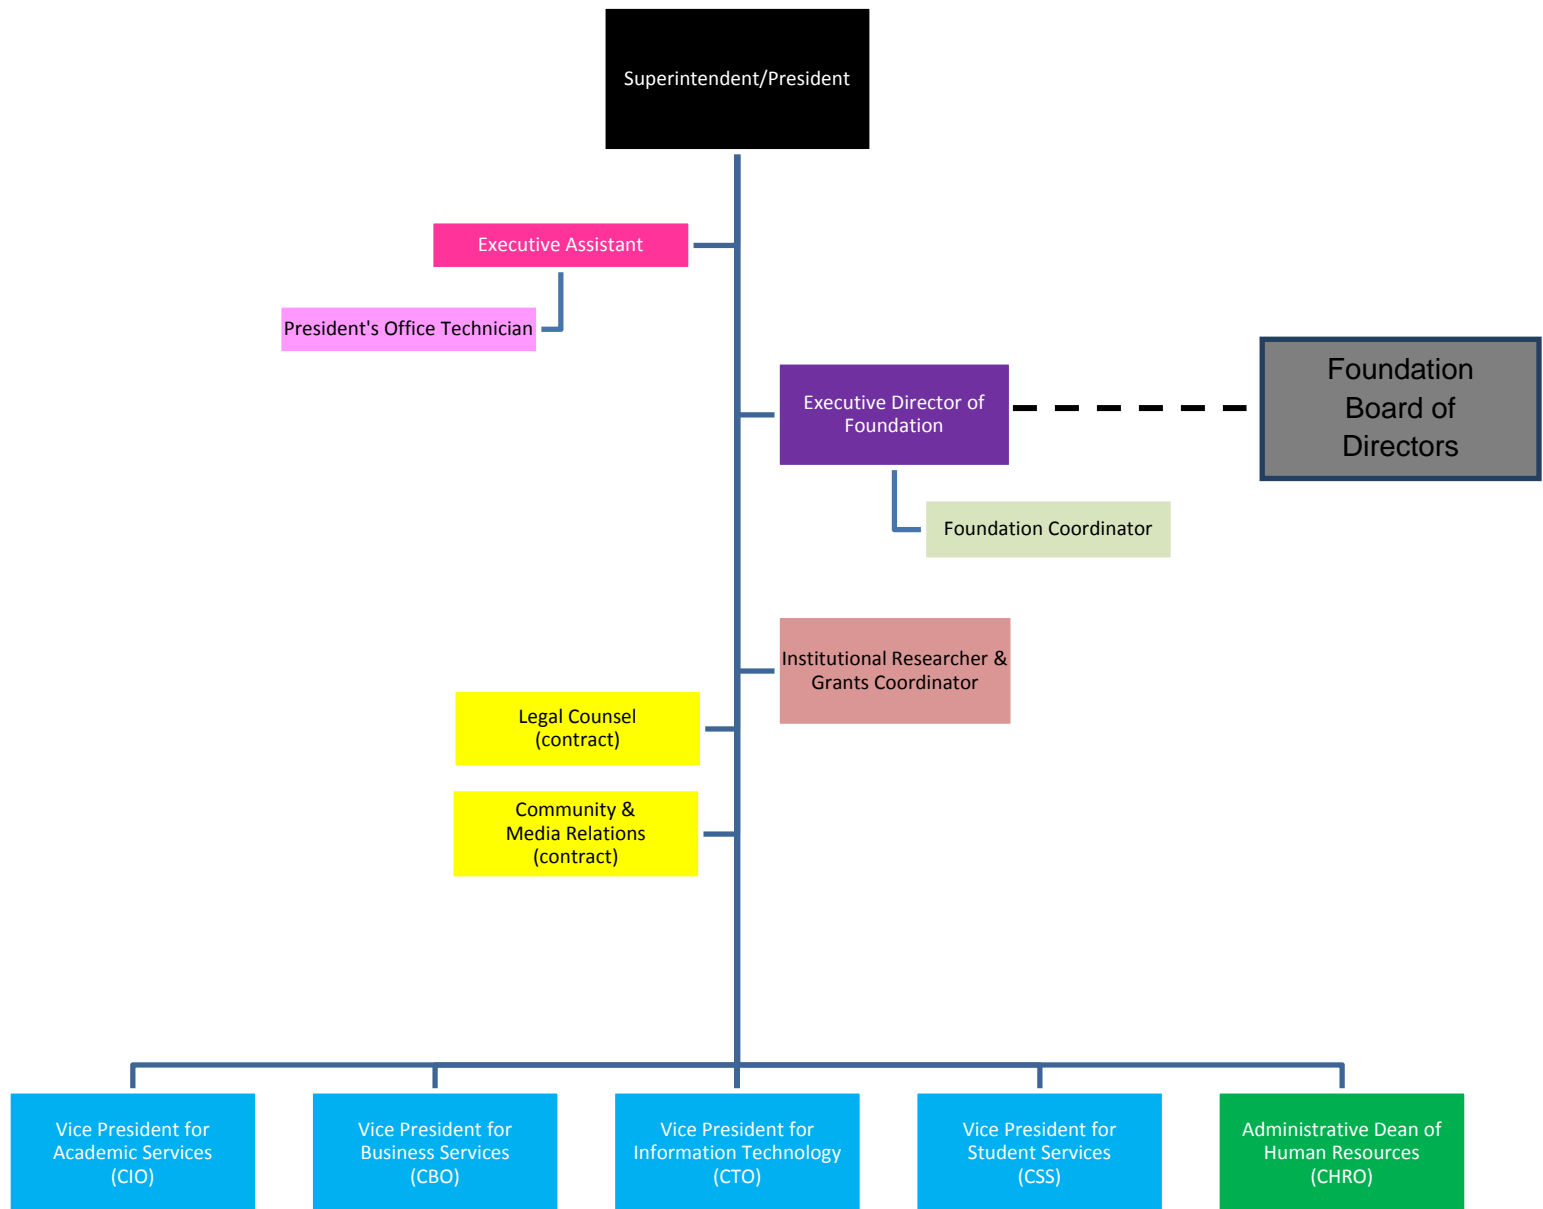 Superintendent/President
Executive Assistant
President's Office Technician
Executive Director of
Foundation
Foundation
Board of
Directors
Foundation Coordinator
Institutional Researcher &
Grants Coordinator
Legal Counsel
(contract)
Community &
Media Relations
(contract)
Vice President for
Academic Services
(CIO)
Vice President for
Business Services
(CBO)
Vice President for
Information Technology
(CTO)
Vice President for
Student Services
(CSS)
Administrative Dean of
Human Resources
(CHRO)